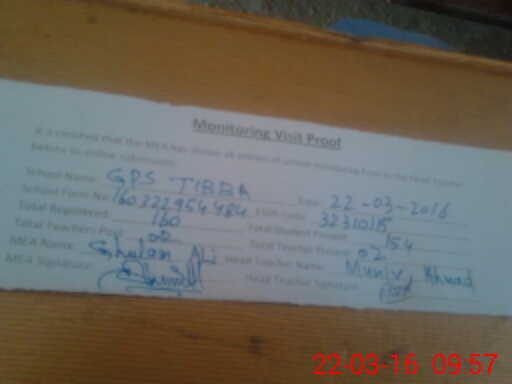 Monitoring Visit Proof
It is certified that the MEA has shown all entries of school monitoring form to the Head Teacher
before its online submission.
School Name: GPS TIBBA Date: 22-03-2016
School Form No: 160322954484 EMIS Code: 32310115
Total Registered: 160 Total Student Present: 154
Total Teachers Post: 02 Total Teacher Present: 02
MEA Name: Ghulam Ali Head Teacher Name: Munir Ahmad
MEA Signature: Head Teacher Signature:
22-03-16 09:57